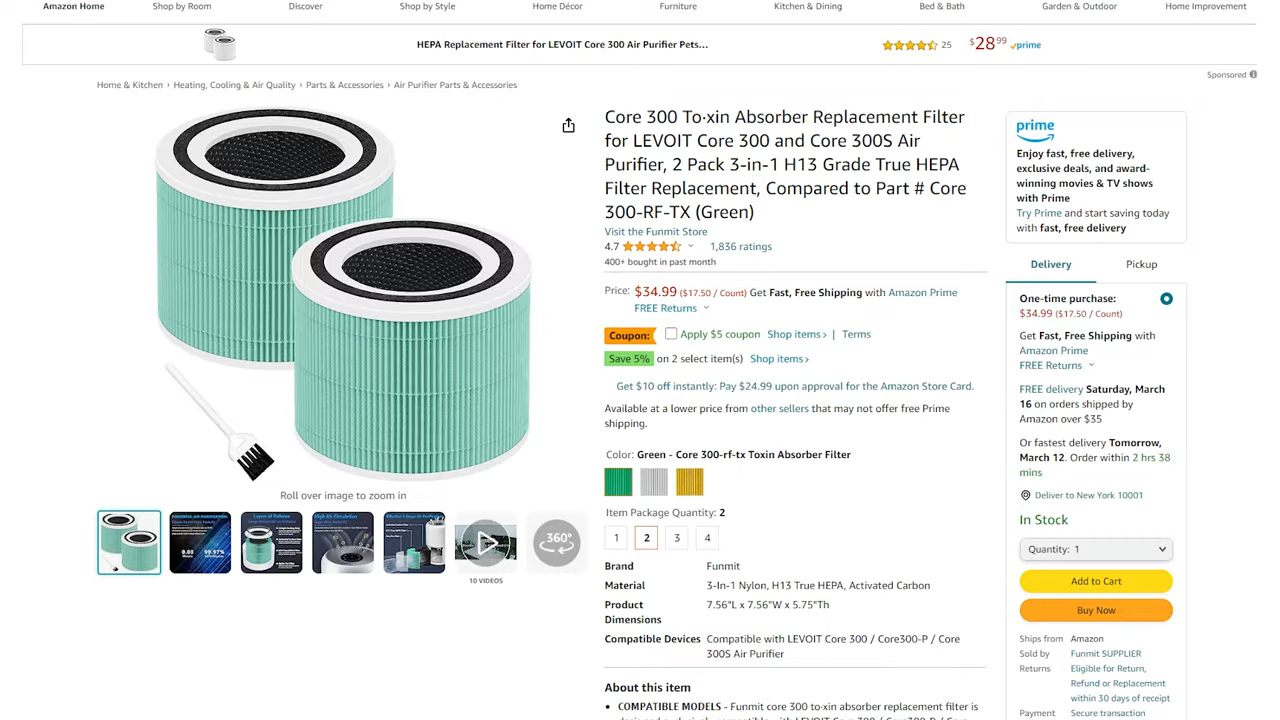 Amazon Home Shop by Room Discover Shop by Style Home Décor Furniture Kitchen & Dining Bed & Bath Garden & Outdoor Home Improvement
HEPA Replacement Filter for LEVOIT Core 300 Air Purifier Pets... 25 $28 99 prime
Sponsored
Home & Kitchen › Heating, Cooling & Air Quality › Parts & Accessories › Air Purifier Parts & Accessories
Roll over image to zoom in
360°
10 VIDEOS
Core 300 To·xin Absorber Replacement Filter
for LEVOIT Core 300 and Core 300S Air
Purifier, 2 Pack 3-in-1 H13 Grade True HEPA
Filter Replacement, Compared to Part # Core
300-RF-TX (Green)
Visit the Funmit Store
4.7 1,836 ratings
400+ bought in past month
Price: $34.99 ($17.50 / Count) Get Fast, Free Shipping with Amazon Prime
FREE Returns
Coupon: Apply $5 coupon Shop items › | Terms
Save 5% on 2 select item(s) Shop items ›
Get $10 off instantly: Pay $24.99 upon approval for the Amazon Store Card.
Available at a lower price from other sellers that may not offer free Prime
shipping.
Color: Green - Core 300-rf-tx Toxin Absorber Filter
Item Package Quantity: 2
1 2 3 4
Brand Funmit
Material 3-In-1 Nylon, H13 True HEPA, Activated Carbon
Product 7.56"L x 7.56"W x 5.75"Th
Dimensions
Compatible Devices Compatible with LEVOIT Core 300 / Core300-P / Core
300S Air Purifier
About this item
• COMPATIBLE MODELS - Funmit core 300 to·xin absorber replacement filter is
prime
Enjoy fast, free delivery,
exclusive deals, and award-
winning movies & TV shows
with Prime
Try Prime and start saving today
with fast, free delivery
Delivery Pickup
One-time purchase:
$34.99 ($17.50 / Count)
Get Fast, Free Shipping with
Amazon Prime
FREE Returns
FREE delivery Saturday, March
16 on orders shipped by
Amazon over $35
Or fastest delivery Tomorrow,
March 12. Order within 2 hrs 38
mins
Deliver to New York 10001
In Stock
Quantity: 1
Add to Cart
Buy Now
Ships from Amazon
Sold by Funmit SUPPLIER
Returns Eligible for Return,
Refund or Replacement
within 30 days of receipt
Payment Secure transaction